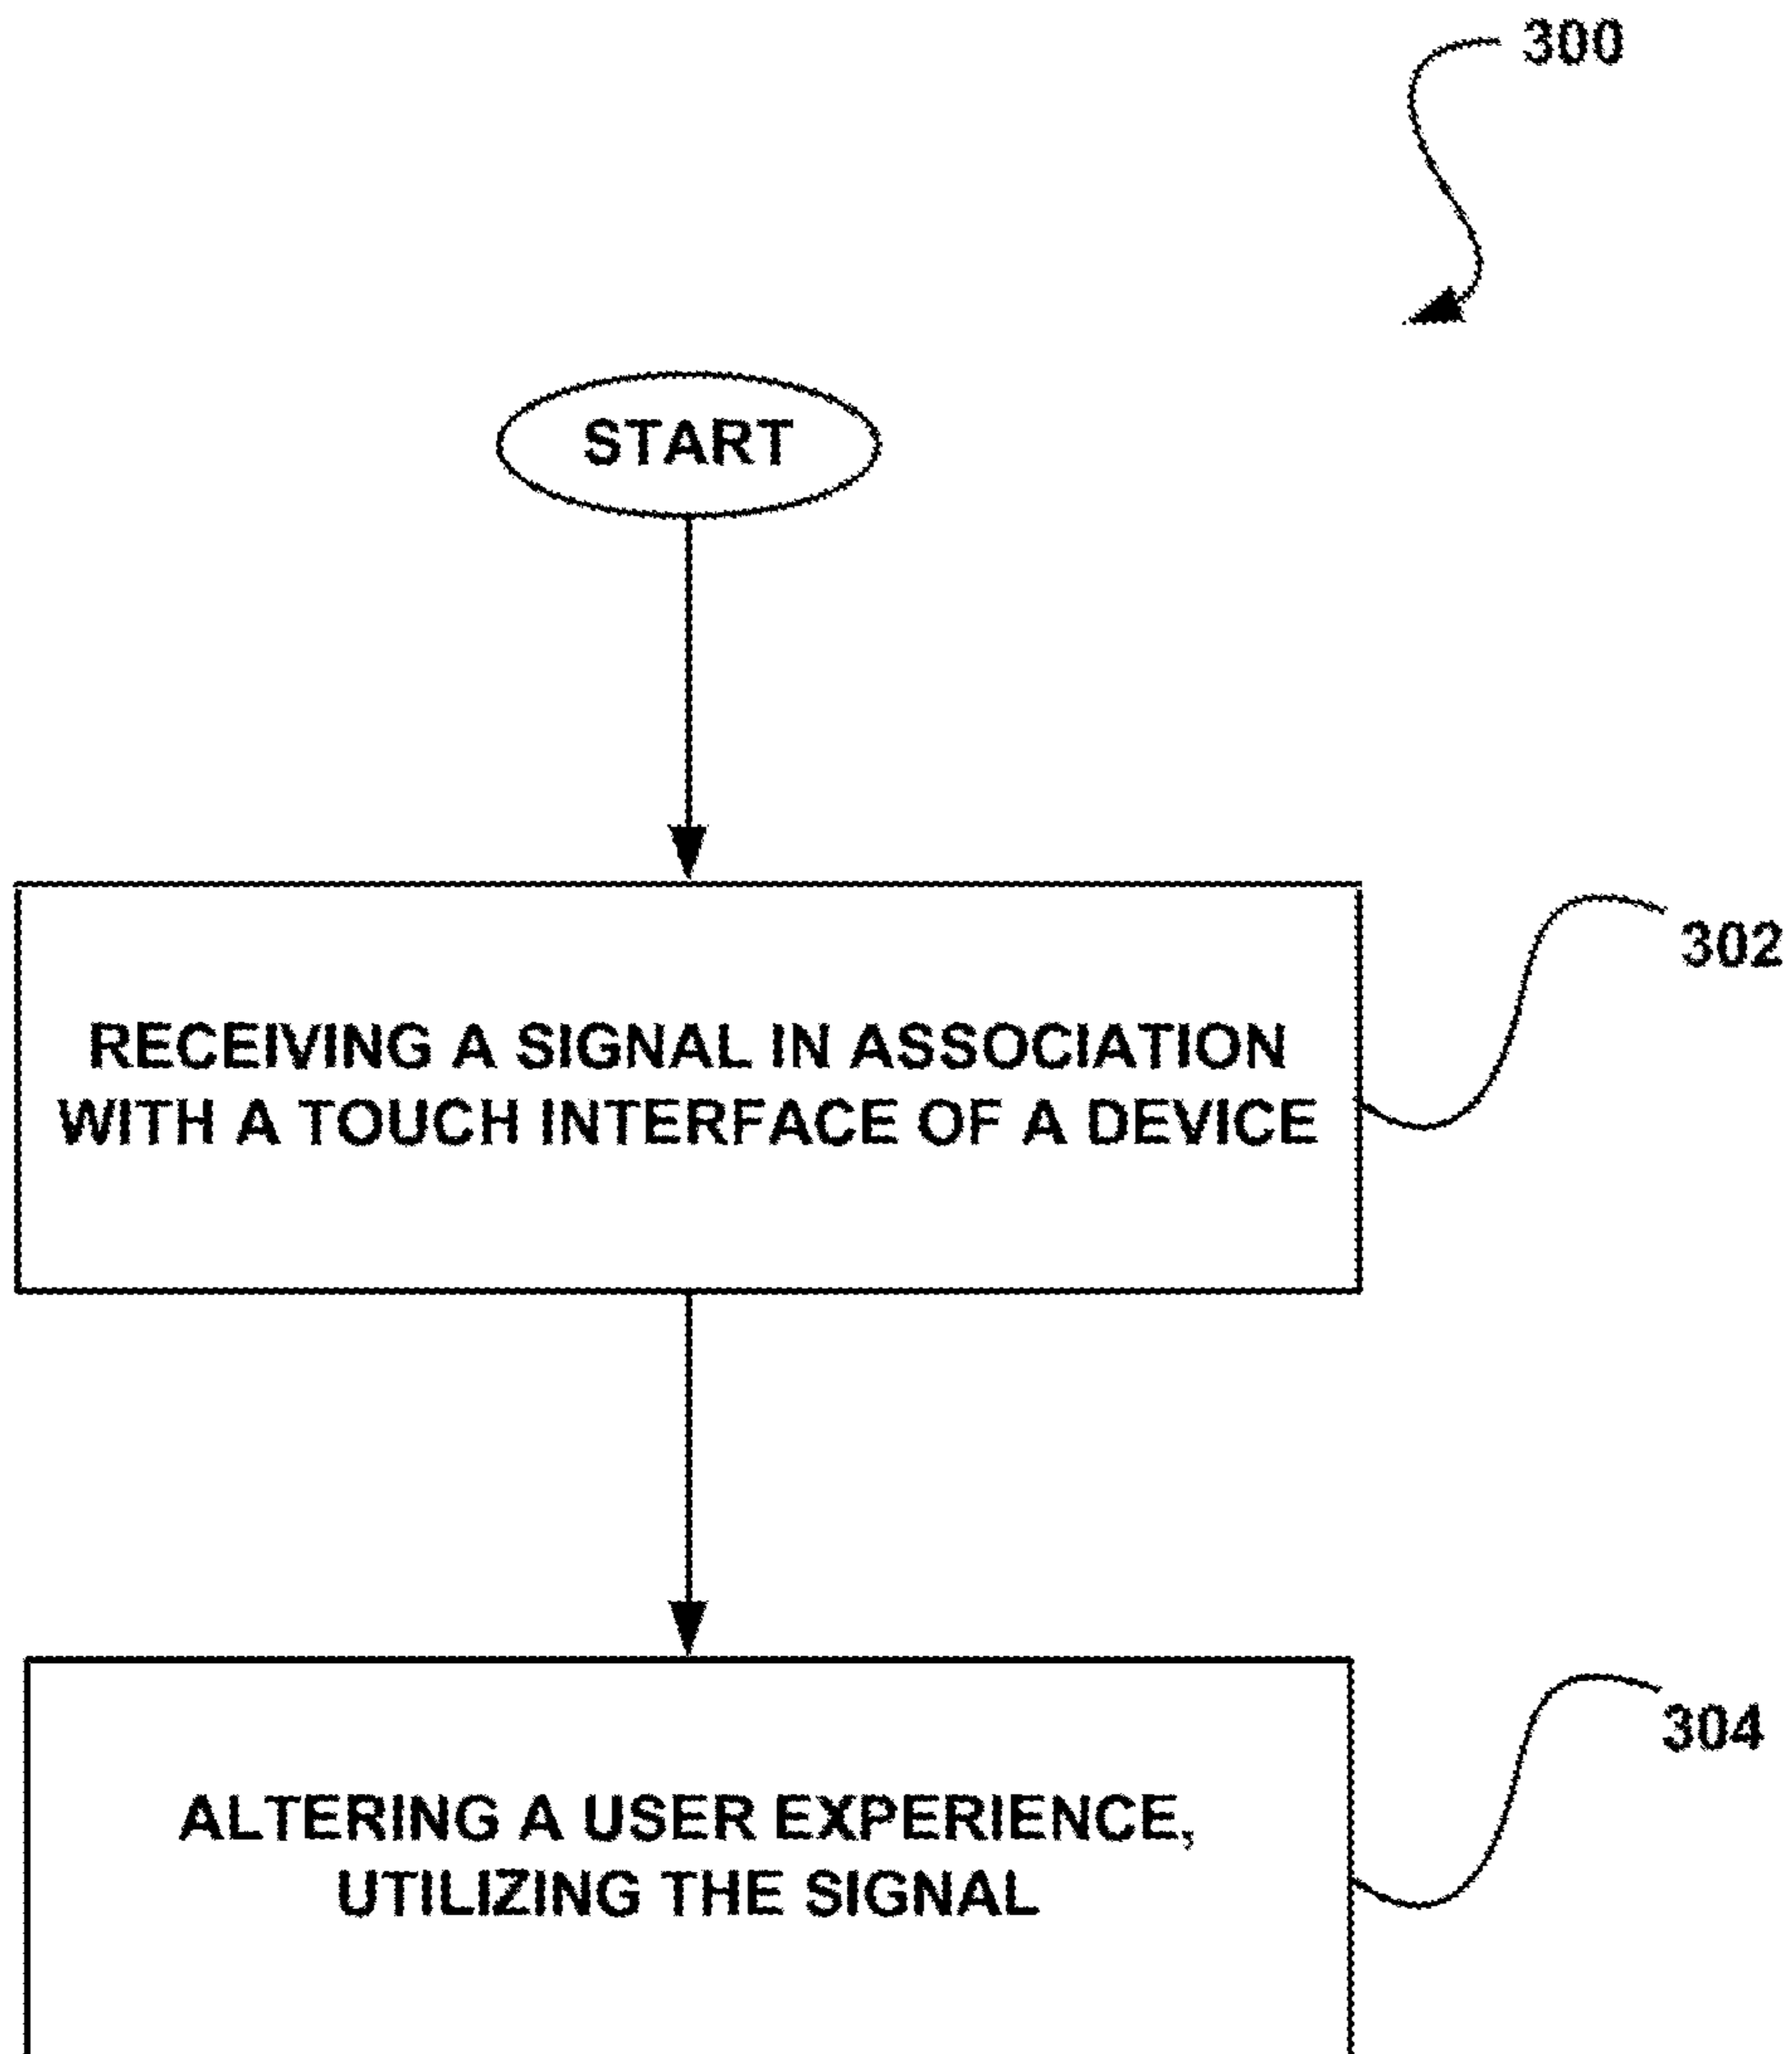 300
START
RECEIVING A SIGNAL IN ASSOCIATION
WITH A TOUCH INTERFACE OF A DEVICE
302
ALTERING A USER EXPERIENCE,
UTILIZING THE SIGNAL
304